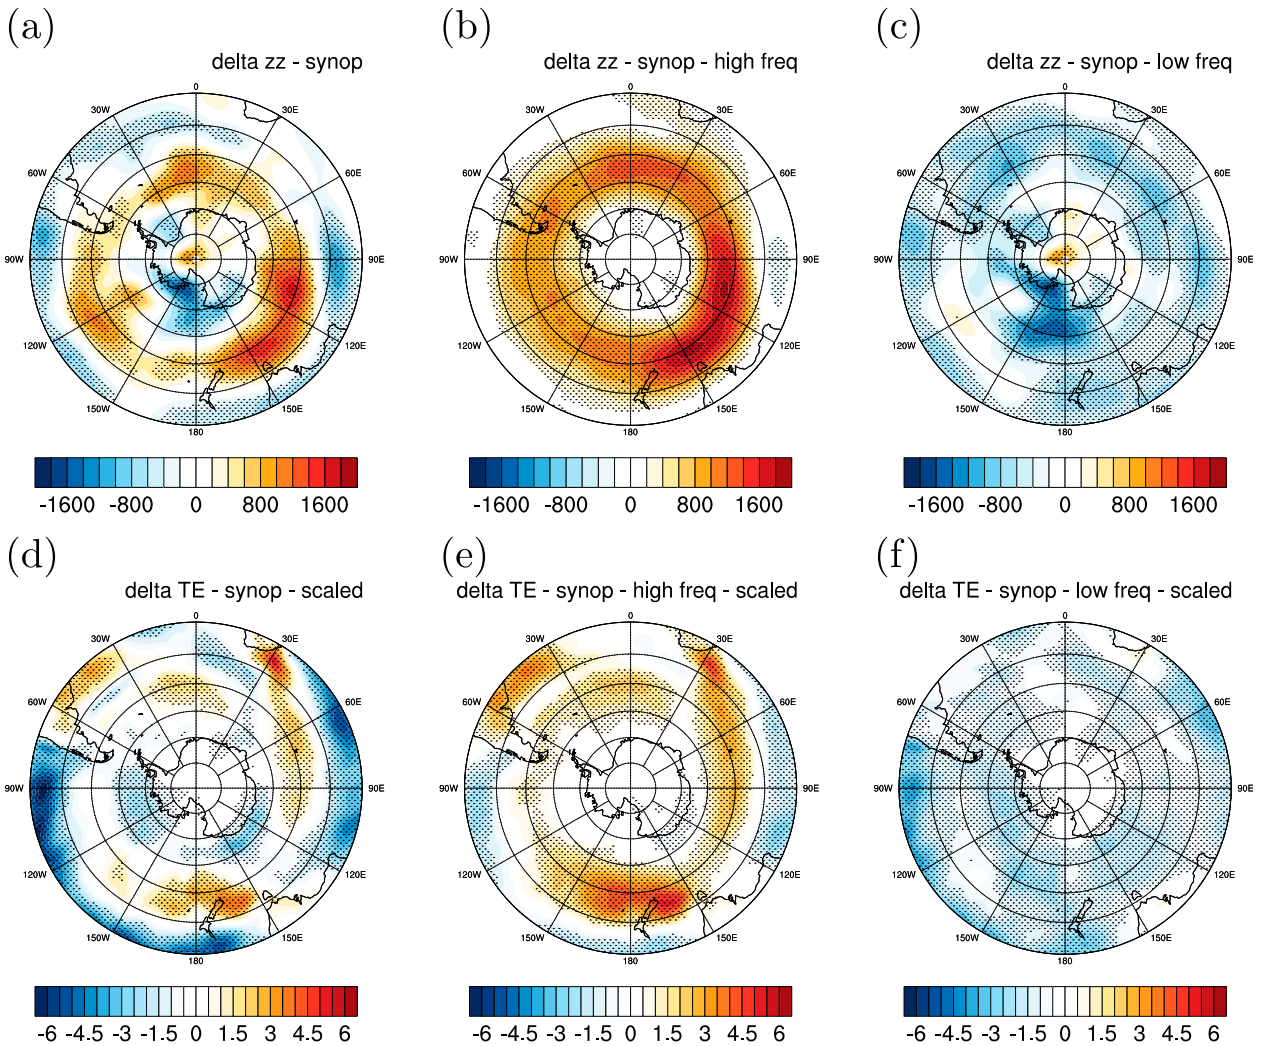 (a) (b) (c)
delta zz - synop delta zz - synop - high freq delta zz - synop - low freq
0 0 0
30W 30E 30W 30E 30W 30E
60W 60E 60W 60E 60W 60E
90W 90E 90W 90E 90W 90E
120W 120E 120W 120E 120W 120E
150W 150E 150W 150E 150W 150E
180 180 180
-1600 -800 0 800 1600 -1600 -800 0 800 1600 -1600 -800 0 800 1600
(d) (e) (f)
delta TE - synop - scaled delta TE - synop - high freq - scaled delta TE - synop - low freq - scaled
0 0 0
30W 30E 30W 30E 30W 30E
60W 60E 60W 60E 60W 60E
90W 90E 90W 90E 90W 90E
120W 120E 120W 120E 120W 120E
150W 150E 150W 150E 150W 150E
180 180 180
-6 -4.5 -3 -1.5 0 1.5 3 4.5 6 -6 -4.5 -3 -1.5 0 1.5 3 4.5 6 -6 -4.5 -3 -1.5 0 1.5 3 4.5 6